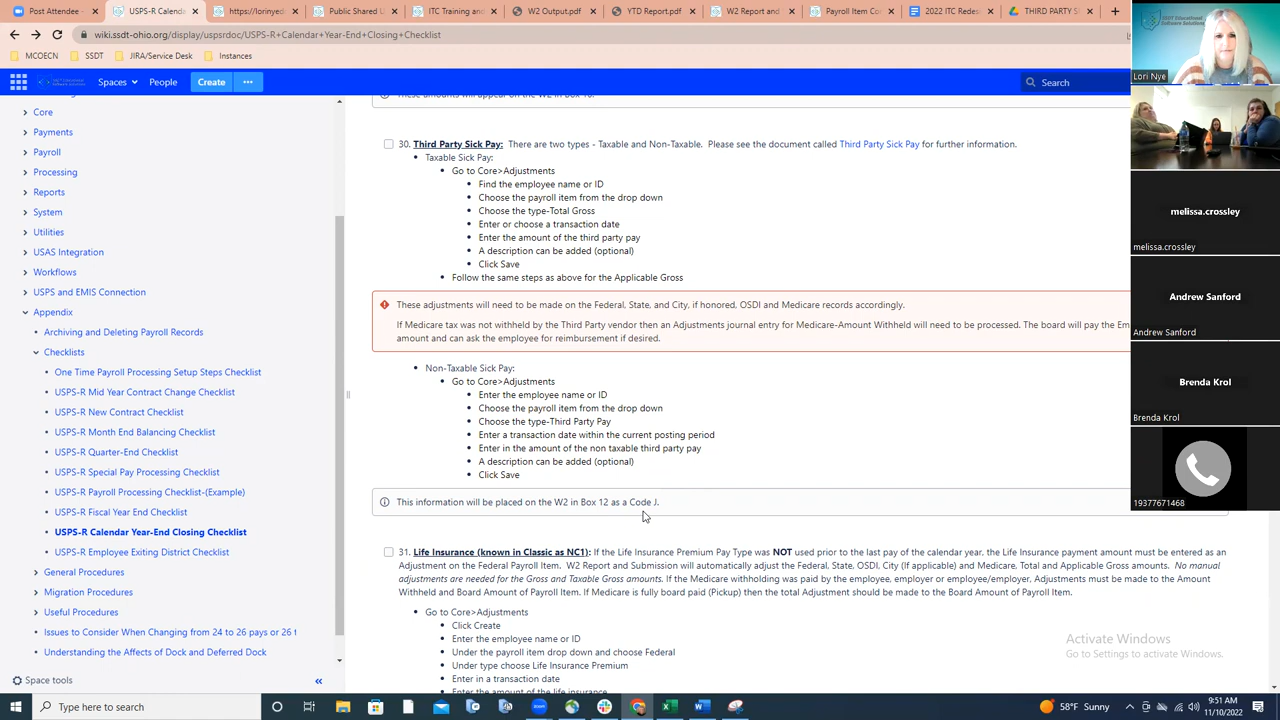 Post Attendee -
USPS-R Calenda
https://lorinyed
Public Shared L
ITC Training and
W2 Output.pdf
YTD Report.pdf
W2 Report and
Payroll Item Co
2022 ITC Redes
THIRD PARTY S
wiki.ssdt-ohio.org/display/uspsrdoc/USPS-R+Calendar+Year-End+Closing+Checklist
MCOECN
SSDT
JIRA/Service Desk
Instances
Spaces
People
Create
Search
These amounts will appear on the W2 in Box
Core
Payments
Payroll
Processing
Reports
System
Utilities
USAS Integration
Workflows
USPS and EMIS Connection
Appendix
Archiving and Deleting Payroll Records
Checklists
One Time Payroll Processing Setup Steps Checklist
USPS-R Mid Year Contract Change Checklist
USPS-R New Contract Checklist
USPS-R Month End Balancing Checklist
USPS-R Quarter-End Checklist
USPS-R Special Pay Processing Checklist
USPS-R Payroll Processing Checklist-(Example)
USPS-R Fiscal Year End Checklist
USPS-R Calendar Year-End Closing Checklist
USPS-R Employee Exiting District Checklist
General Procedures
Migration Procedures
Useful Procedures
Issues to Consider When Changing from 24 to 26 pays or 26 t
Understanding the Affects of Dock and Deferred Dock
Space tools
30. Third Party Sick Pay: There are two types - Taxable and Non-Taxable. Please see the document called Third Party Sick Pay for further information.
Taxable Sick Pay:
Go to Core>Adjustments
Find the employee name or ID
Choose the payroll item from the drop down
Choose the type-Total Gross
Enter or choose a transaction date
Enter the amount of the third party pay
A description can be added (optional)
Click Save
Follow the same steps as above for the Applicable Gross
These adjustments will need to be made on the Federal, State, and City, if honored, OSDI and Medicare records accordingly.
If Medicare tax was not withheld by the Third Party vendor then an Adjustments journal entry for Medicare-Amount Withheld will need to be processed. The board will pay the Em
amount and can ask the employee for reimbursement if desired.
Non-Taxable Sick Pay:
Go to Core>Adjustments
Enter the employee name or ID
Choose the payroll item from the drop down
Choose the type-Third Party Pay
Enter a transaction date within the current posting period
Enter in the amount of the non taxable third party pay
A description can be added (optional)
Click Save
This information will be placed on the W2 in Box 12 as a Code J.
31. Life Insurance (known in Classic as NC1): If the Life Insurance Premium Pay Type was NOT used prior to the last pay of the calendar year, the Life Insurance payment amount must be entered as an
Adjustment on the Federal Payroll Item. W2 Report and Submission will automatically adjust the Federal, State, OSDI, City (If applicable) and Medicare, Total and Applicable Gross amounts. No manual
adjustments are needed for the Gross and Taxable Gross amounts. If the Medicare withholding was paid by the employee, employer or employee/employer, Adjustments must be made to the Amount
Withheld and Board Amount of Payroll Item. If Medicare is fully board paid (Pickup) then the total Adjustment should be made to the Board Amount of Payroll Item.
Go to Core>Adjustments
Click Create
Enter the employee name or ID
Under the payroll item drop down and choose Federal
Under type choose Life Insurance Premium
Enter in a transaction date
Enter the amount of the life insurance
Activate Windows
Go to Settings to activate Windows.
SSDT Educational
Software Solutions
Lori Nye
melissa.crossley
melissa.crossley
Andrew Sanford
Andrew Sanford
Brenda Krol
Brenda Krol
19377671468
Type here to search
58°F Sunny
9:51 AM
11/10/2022